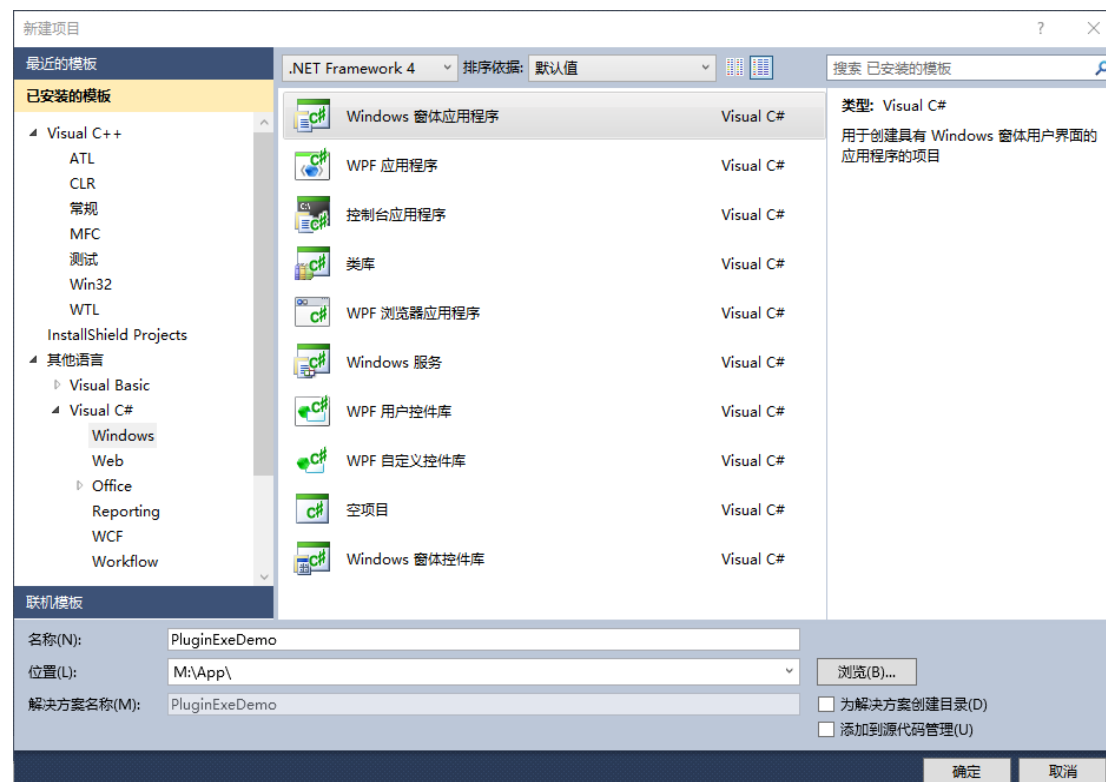 新建项目
最近的模板
已安装的模板
Visual C++
ATL
CLR
常规
MFC
测试
Win32
WTL
InstallShield Projects
其他语言
Visual Basic
Visual C#
Windows
Web
Office
Reporting
WCF
Workflow
联机模板
.NET Framework 4 排序依据: 默认值
Windows 窗体应用程序 Visual C#
WPF 应用程序 Visual C#
控制台应用程序 Visual C#
类库 Visual C#
WPF 浏览器应用程序 Visual C#
Windows 服务 Visual C#
WPF 用户控件库 Visual C#
WPF 自定义控件库 Visual C#
空项目 Visual C#
Windows 窗体控件库 Visual C#
搜索 已安装的模板
类型: Visual C#
用于创建具有 Windows 窗体用户界面的
应用程序的项目
名称(N): PluginExeDemo
位置(L): M:\App\ 浏览(B)...
解决方案名称(M): PluginExeDemo 为解决方案创建目录(D)
添加到源代码管理(U)
确定 取消